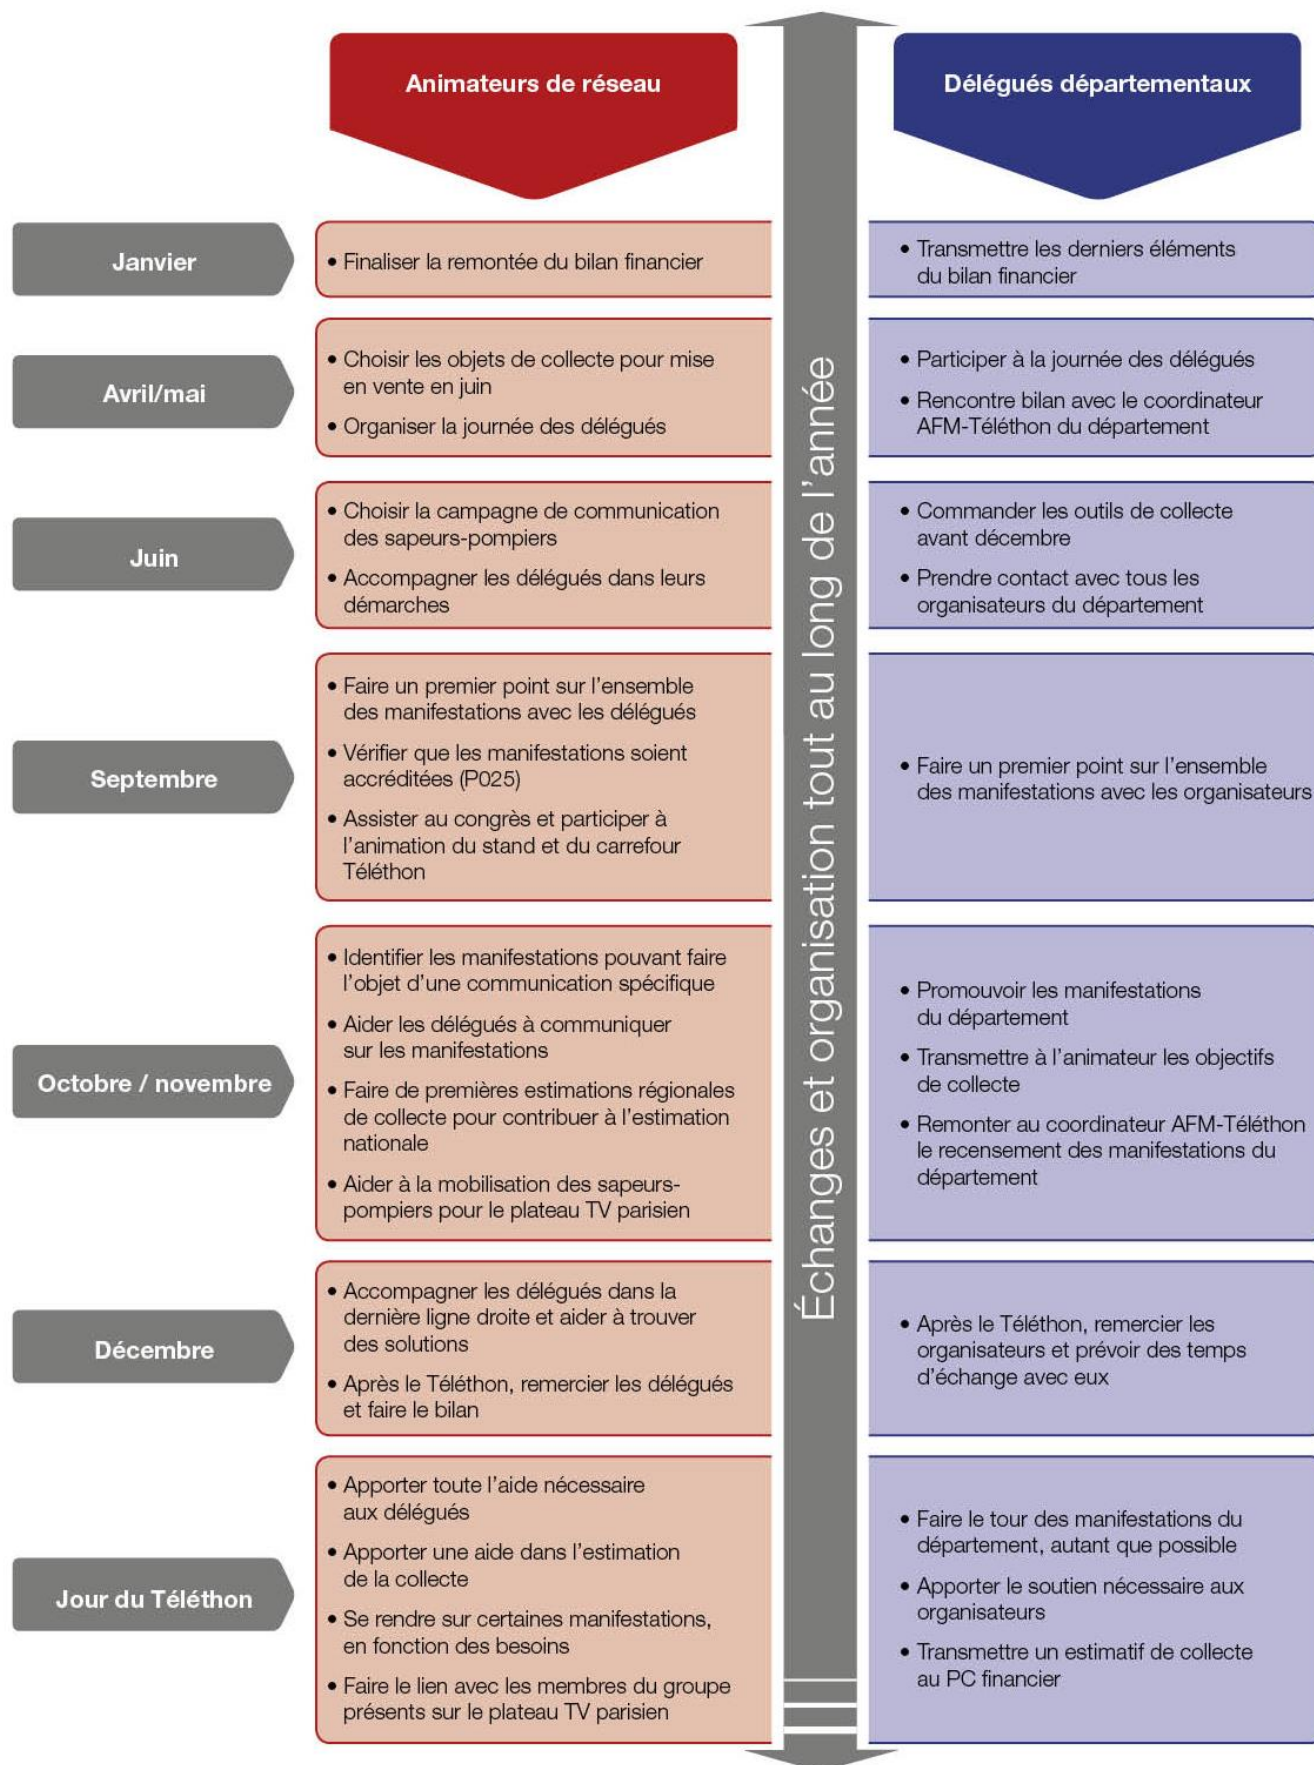 Animateurs de réseau
Délégués départementaux
Échanges et organisation tout au long de l'année
Janvier
• Finaliser la remontée du bilan financier
• Transmettre les derniers éléments
du bilan financier
Avril/mai
• Choisir les objets de collecte pour mise
en vente en juin
• Organiser la journée des délégués
• Participer à la journée des délégués
• Rencontre bilan avec le coordinateur
AFM-Téléthon du département
Juin
• Choisir la campagne de communication
des sapeurs-pompiers
• Accompagner les délégués dans leurs
démarches
• Commander les outils de collecte
avant décembre
• Prendre contact avec tous les
organisateurs du département
Septembre
• Faire un premier point sur l'ensemble
des manifestations avec les délégués
• Vérifier que les manifestations soient
accréditées (P025)
• Assister au congrès et participer à
l'animation du stand et du carrefour
Téléthon
• Faire un premier point sur l'ensemble
des manifestations avec les organisateurs
Octobre / novembre
• Identifier les manifestations pouvant faire
l'objet d'une communication spécifique
• Aider les délégués à communiquer
sur les manifestations
• Faire de premières estimations régionales
de collecte pour contribuer à l'estimation
nationale
• Aider à la mobilisation des sapeurs-
pompiers pour le plateau TV parisien
• Promouvoir les manifestations
du département
• Transmettre à l'animateur les objectifs
de collecte
• Remonter au coordinateur AFM-Téléthon
le recensement des manifestations du
département
Décembre
• Accompagner les délégués dans la
dernière ligne droite et aider à trouver
des solutions
• Après le Téléthon, remercier les délégués
et faire le bilan
• Après le Téléthon, remercier les
organisateurs et prévoir des temps
d'échange avec eux
Jour du Téléthon
• Apporter toute l'aide nécessaire
aux délégués
• Apporter une aide dans l'estimation
de la collecte
• Se rendre sur certaines manifestations,
en fonction des besoins
• Faire le lien avec les membres du groupe
présents sur le plateau TV parisien
• Faire le tour des manifestations du
département, autant que possible
• Apporter le soutien nécessaire aux
organisateurs
• Transmettre un estimatif de collecte
au PC financier